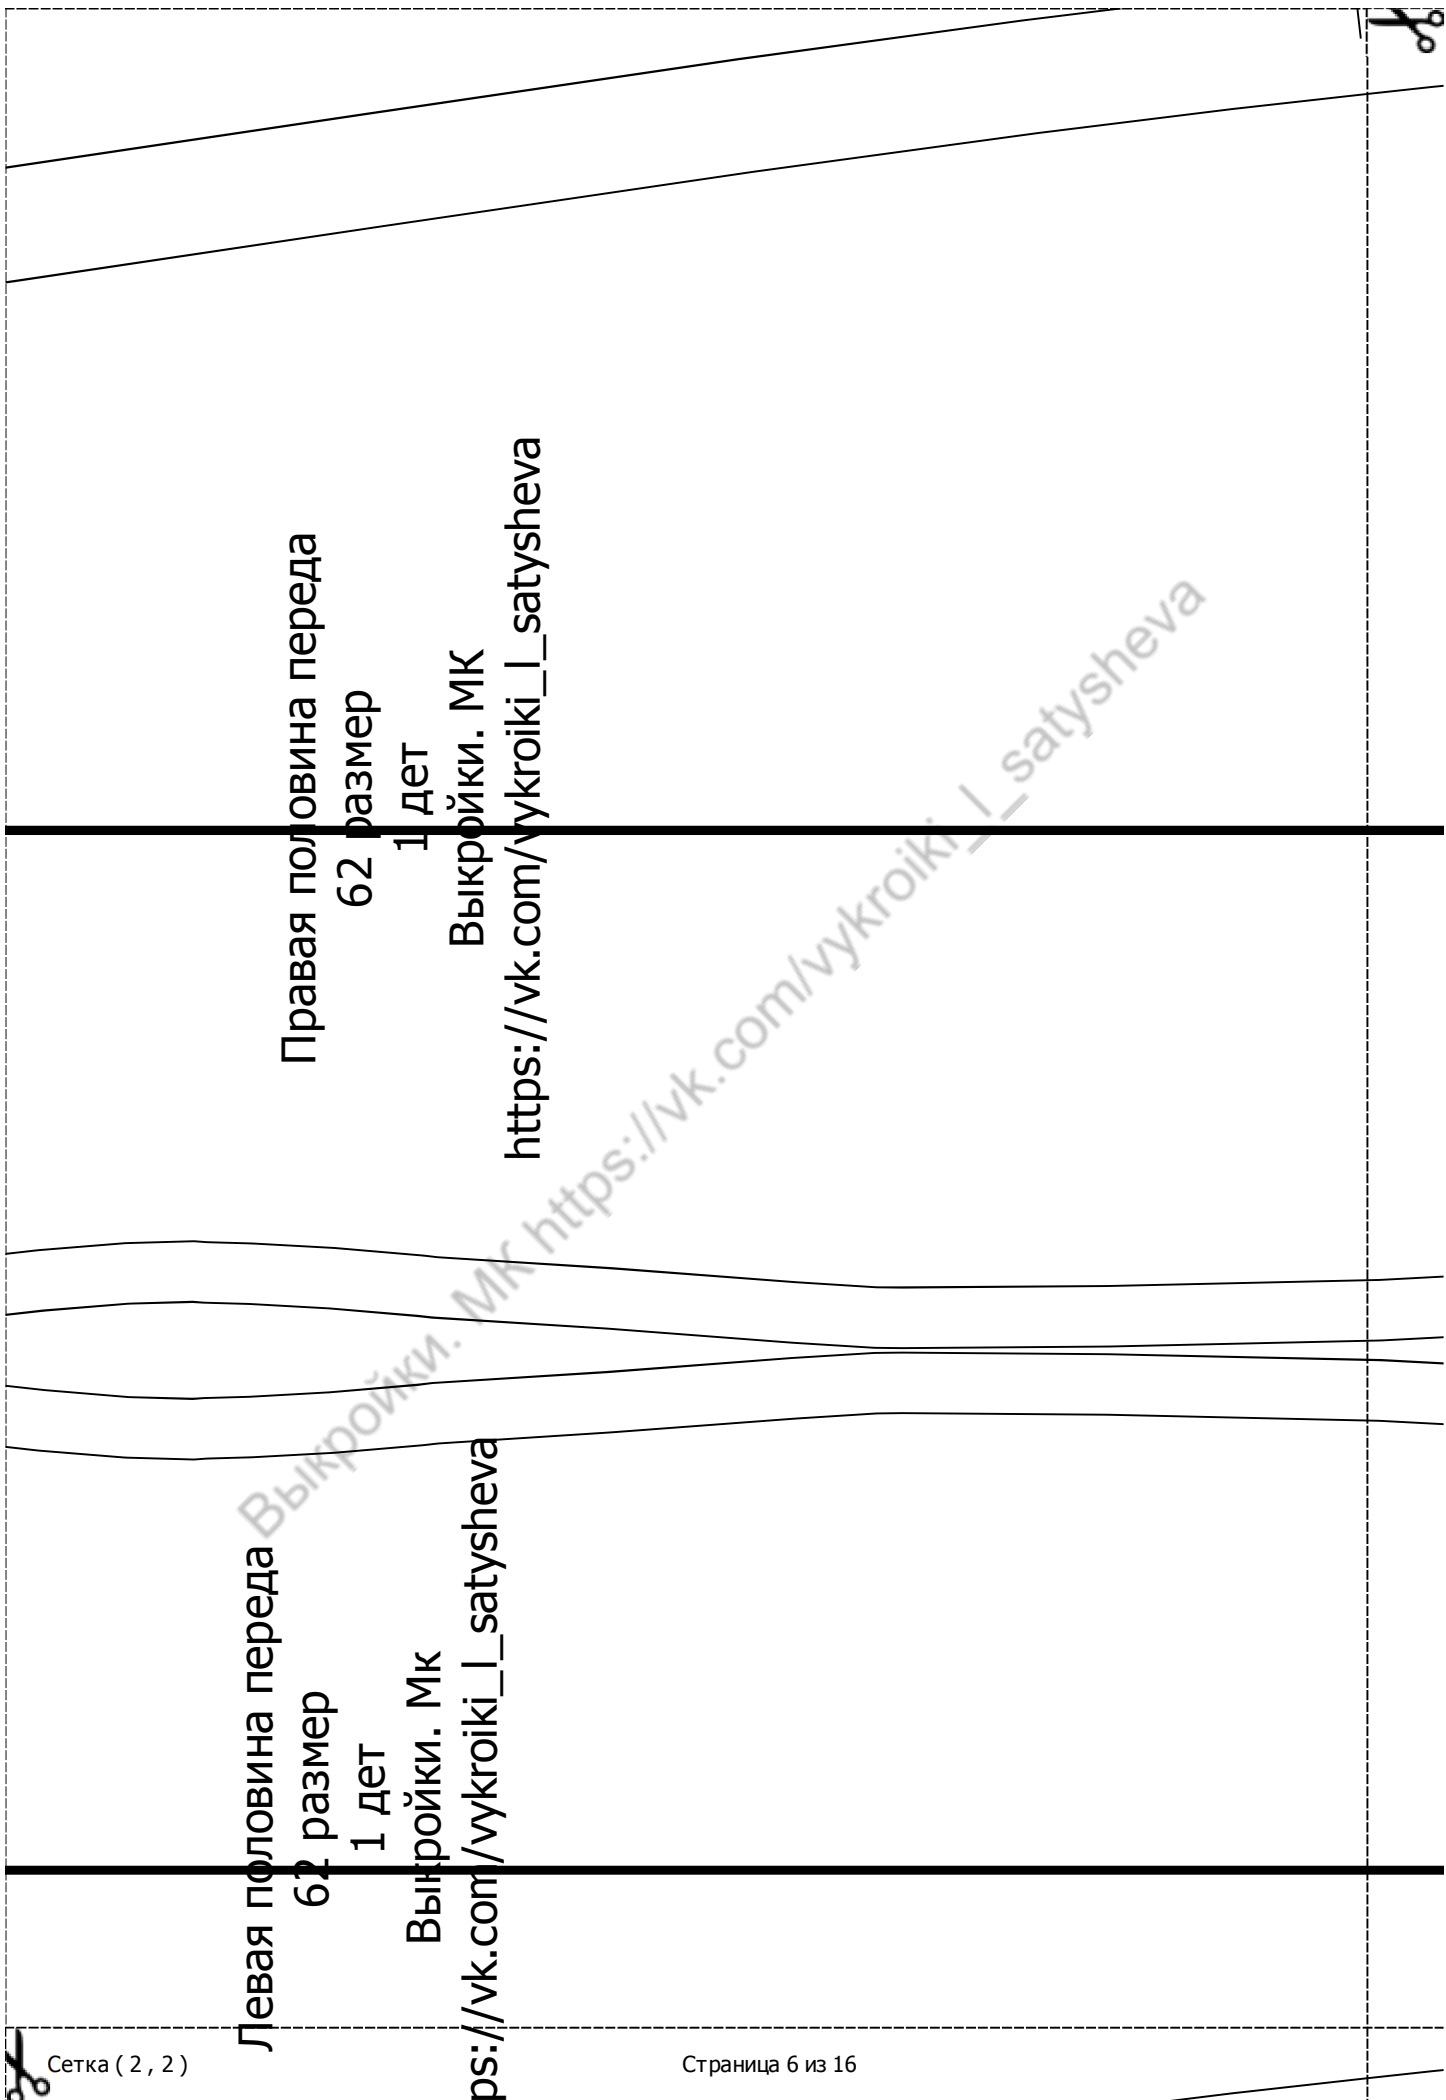 Правая половина переда
62 размер
1 дет
Выкройки. МК
https://vk.com/vykroiki_l_satysheva
Выкройки. МК https://vk.com/vykroiki_l_satysheva
Левая половина переда
62 размер
1 дет
Выкройки. Мк
ps://vk.com/vykroiki_l_satysheva
Сетка ( 2 , 2 )
Страница 6 из 16